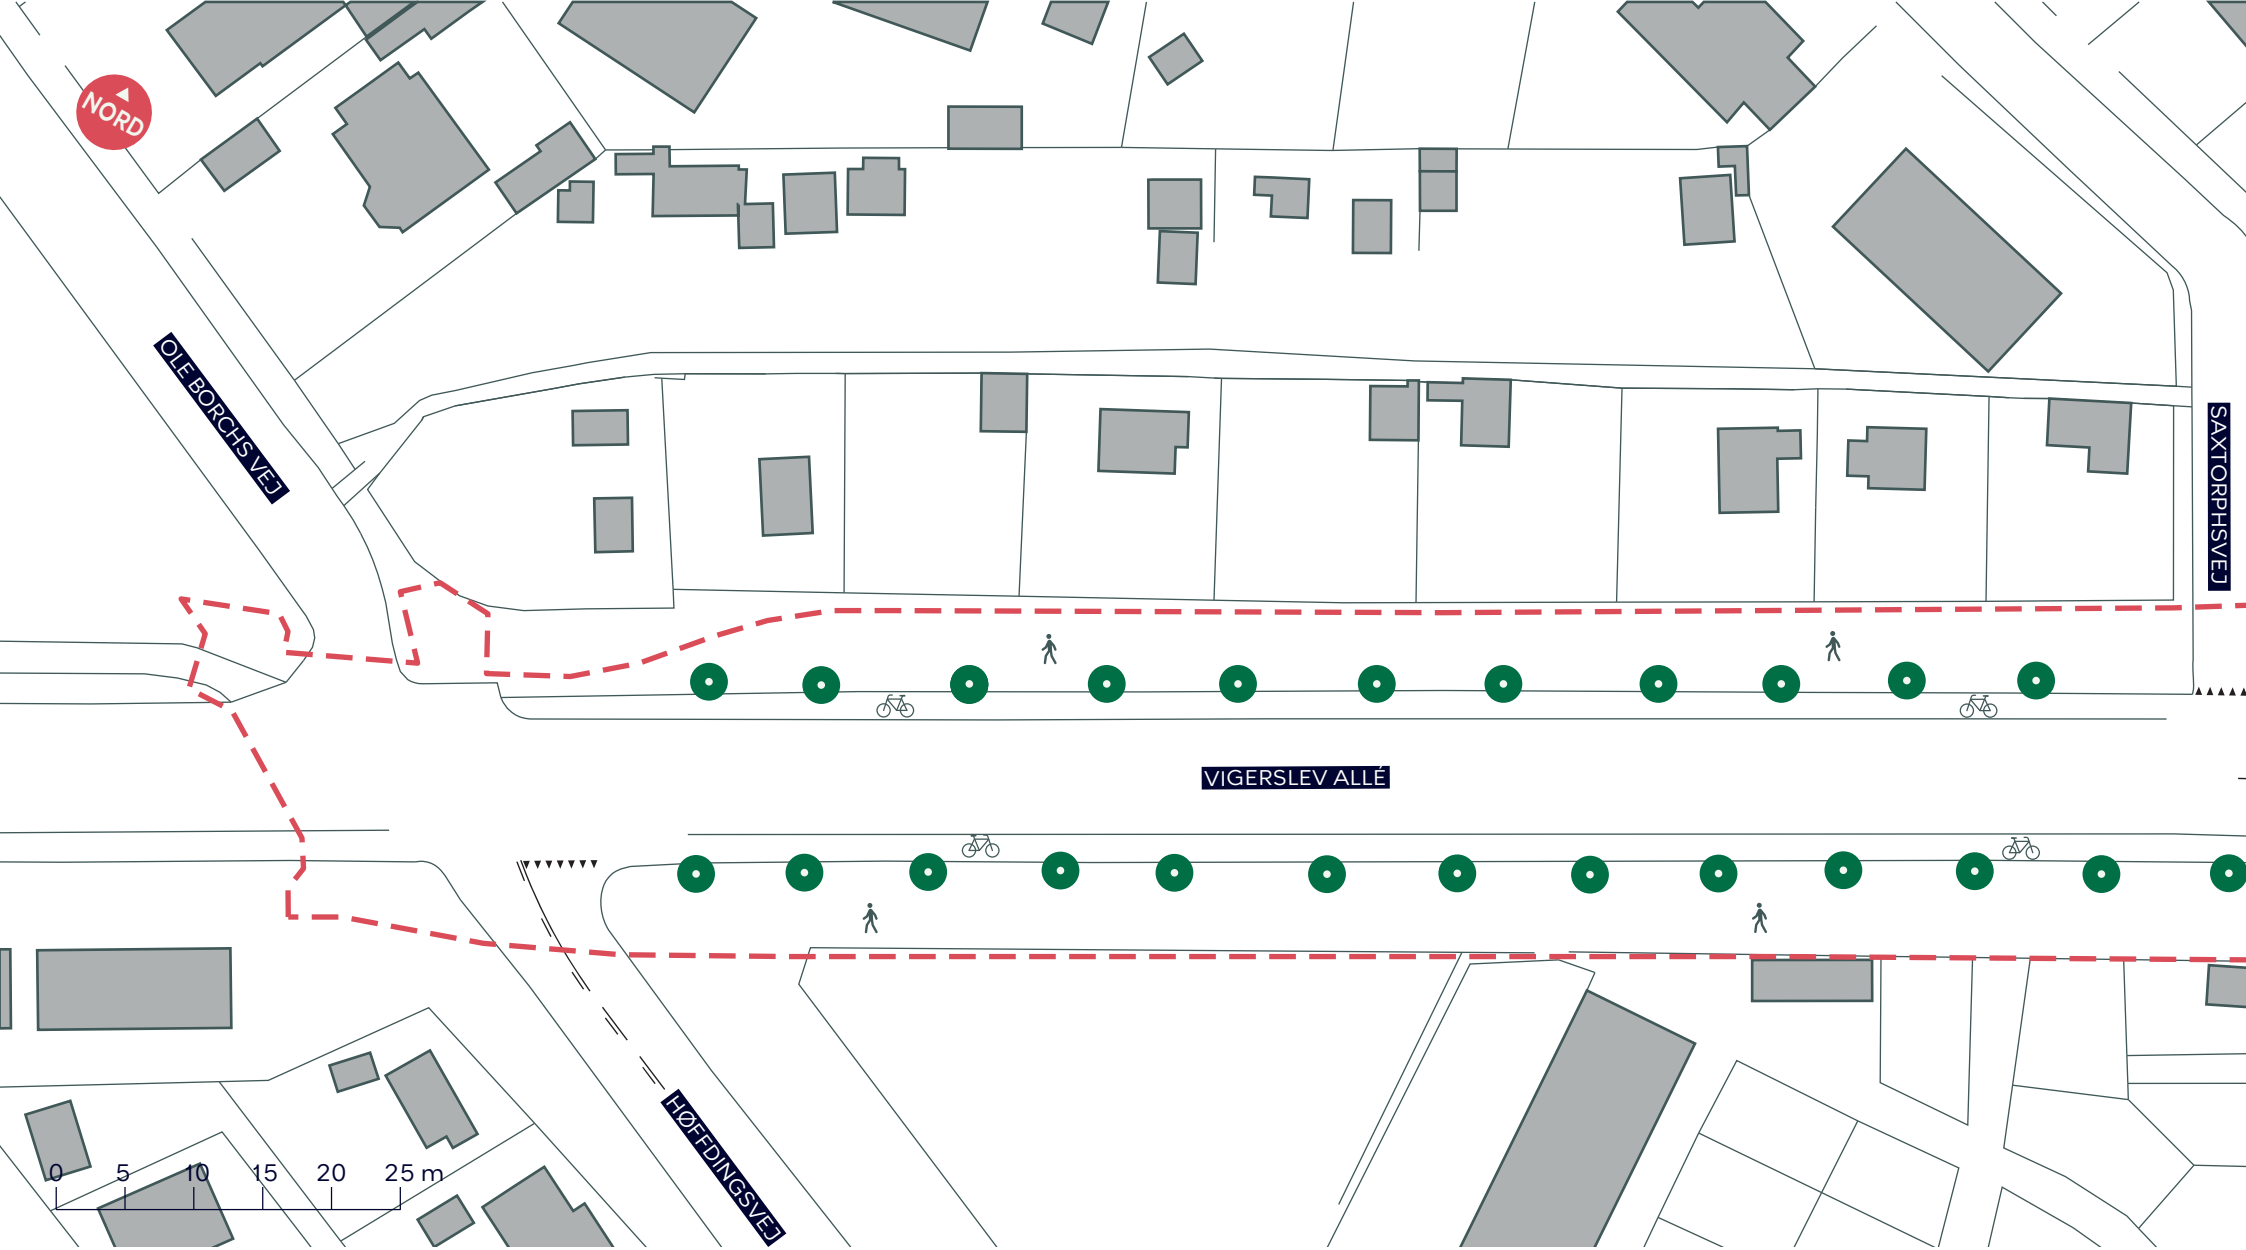 NORD
OLE BORCHS VEJ
SAXTORPHSVEJ
VIGERSLEV ALLÉ
HØFFDINGSVEJ
0 5 10 15 20 25 m